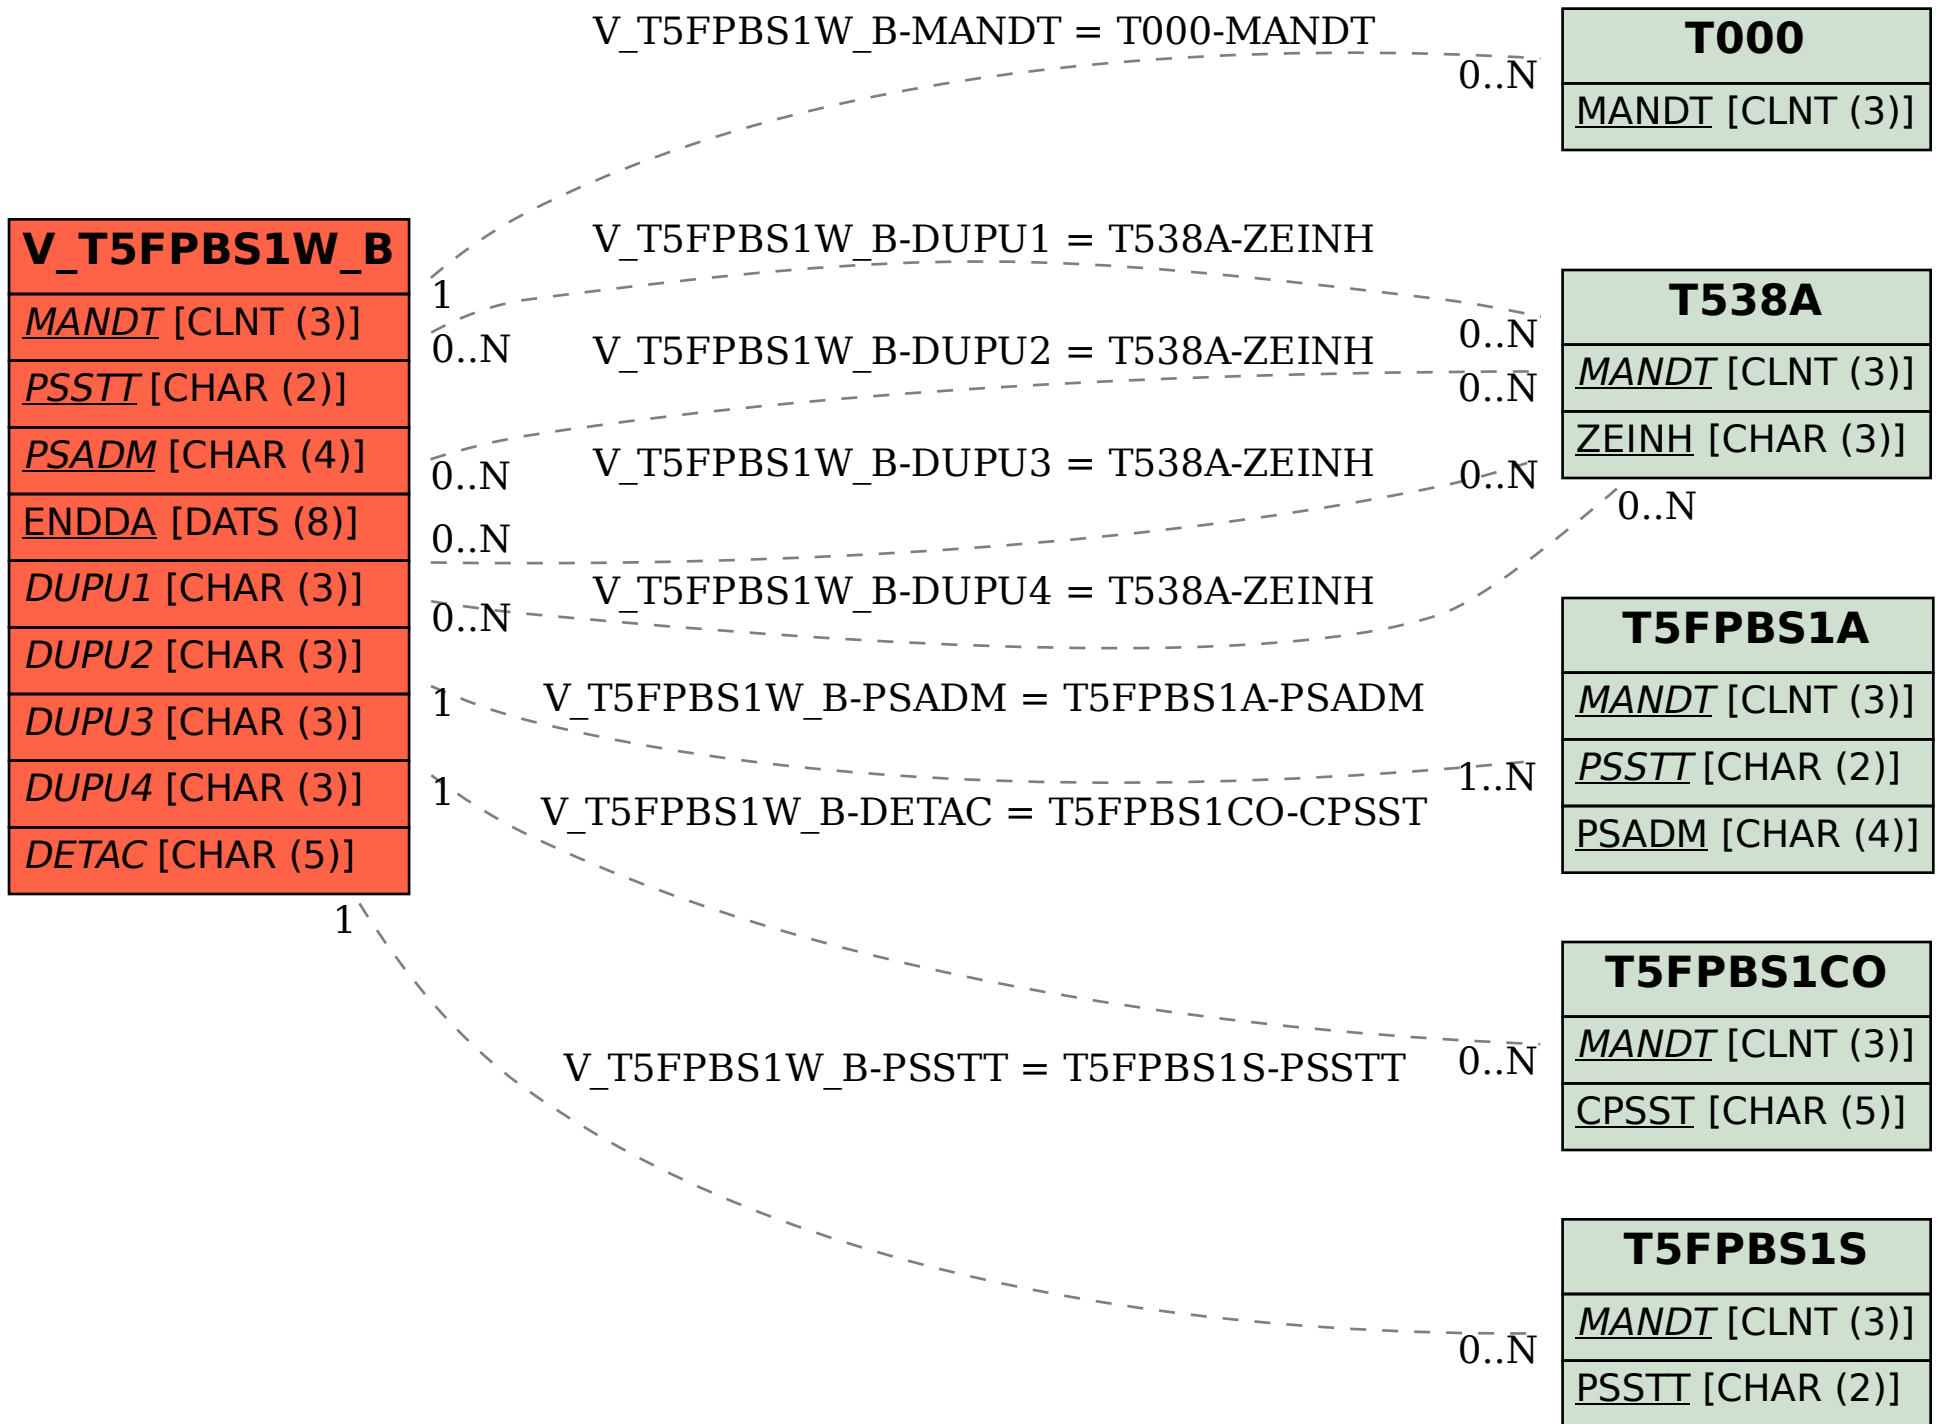 V_T5FPBS1W_B-MANDT = T000-MANDT
0..N
T000
MANDT [CLNT (3)]
V_T5FPBS1W_B
MANDT [CLNT (3)]
PSSTT [CHAR (2)]
PSADM [CHAR (4)]
ENDDA [DATS (8)]
DUPU1 [CHAR (3)]
DUPU2 [CHAR (3)]
DUPU3 [CHAR (3)]
DUPU4 [CHAR (3)]
DETAC [CHAR (5)]
1
V_T5FPBS1W_B-DUPU1 = T538A-ZEINH
0..N
0..N
V_T5FPBS1W_B-DUPU2 = T538A-ZEINH
0..N
0..N
V_T5FPBS1W_B-DUPU3 = T538A-ZEINH
0..N
0..N
V_T5FPBS1W_B-DUPU4 = T538A-ZEINH
0..N
0..N
T538A
MANDT [CLNT (3)]
ZEINH [CHAR (3)]
V_T5FPBS1W_B-PSADM = T5FPBS1A-PSADM
1
1..N
T5FPBS1A
MANDT [CLNT (3)]
PSSTT [CHAR (2)]
PSADM [CHAR (4)]
V_T5FPBS1W_B-DETAC = T5FPBS1CO-CPSST
1
0..N
T5FPBS1CO
MANDT [CLNT (3)]
CPSST [CHAR (5)]
V_T5FPBS1W_B-PSSTT = T5FPBS1S-PSSTT
1
0..N
T5FPBS1S
MANDT [CLNT (3)]
PSSTT [CHAR (2)]